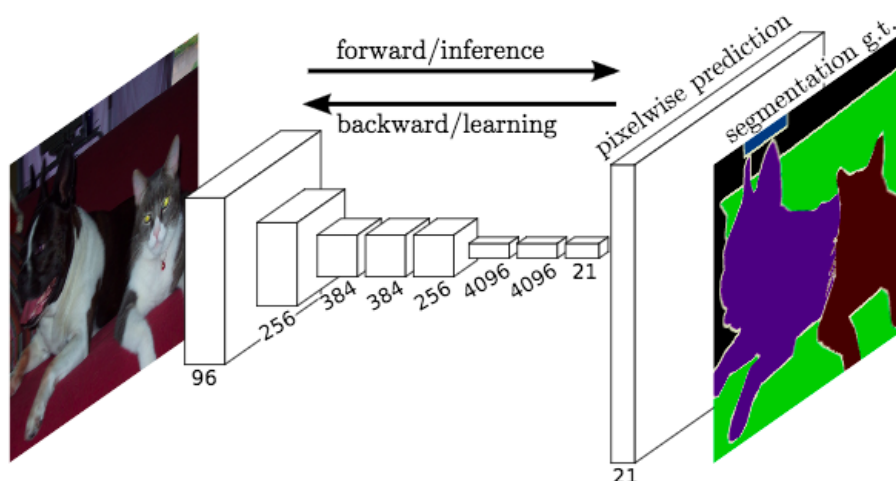 forward/inference
backward/learning
pixelwise prediction
segmentation g.t.
96
256
384
384
256
4096
4096
21
21